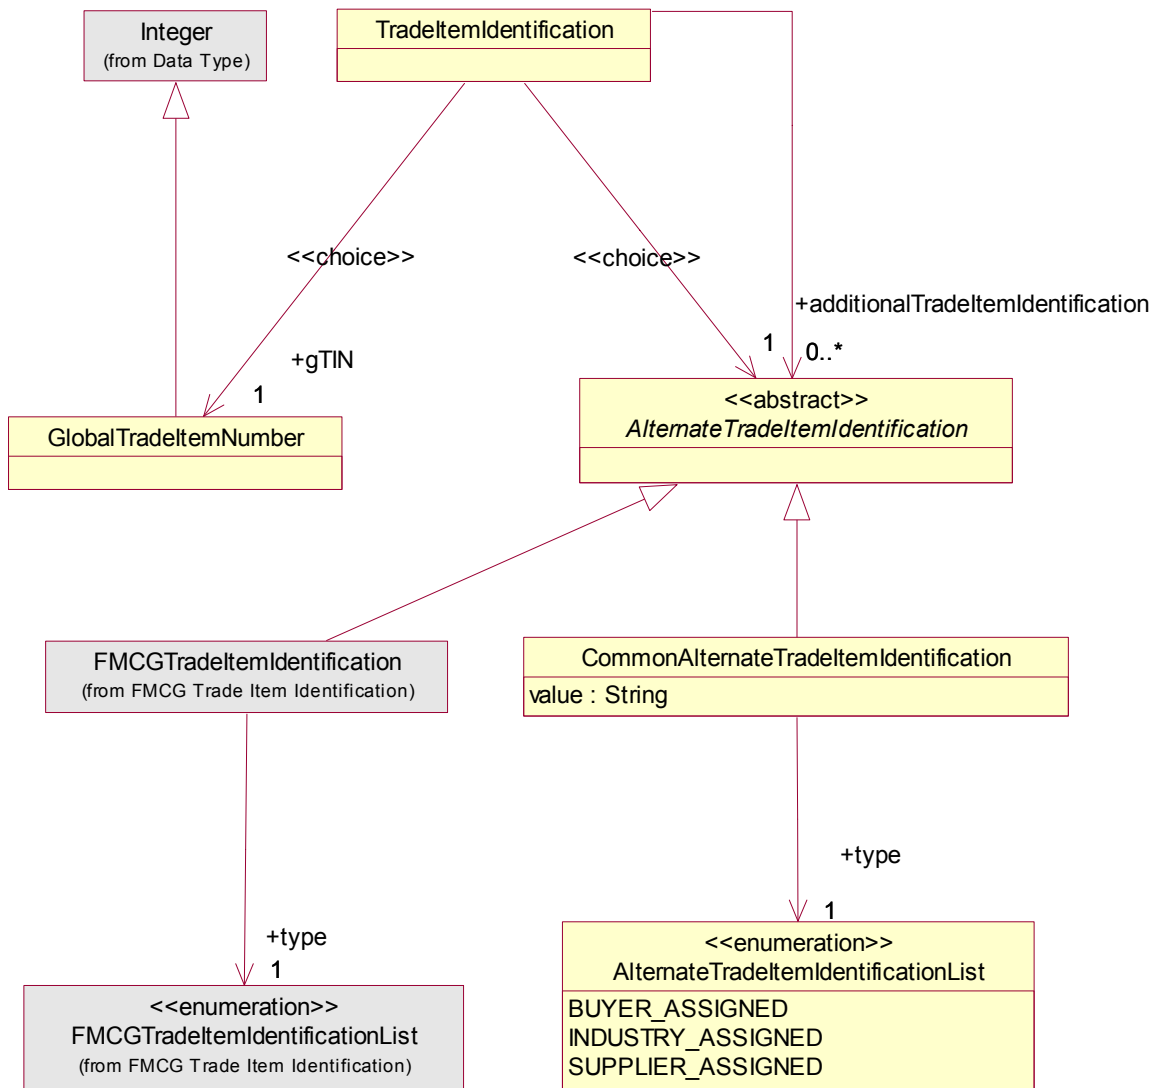 Integer
(from Data Type)
TradeItemIdentification
<<choice>>
<<choice>>
+additionalTradeItemIdentification
1
0..*
+gTIN
1
GlobalTradeItemNumber
<<abstract>>
AlternateTradeItemIdentification
FMCGTradeItemIdentification
(from FMCG Trade Item Identification)
CommonAlternateTradeItemIdentification
value : String
+type
1
+type
1
<<enumeration>>
FMCGTradeItemIdentificationList
(from FMCG Trade Item Identification)
<<enumeration>>
AlternateTradeItemIdentificationList
BUYER_ASSIGNED
INDUSTRY_ASSIGNED
SUPPLIER_ASSIGNED